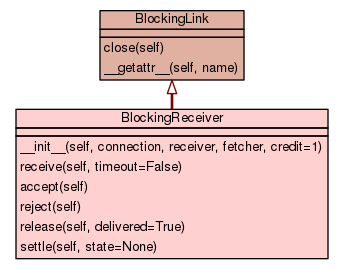 BlockingLink
close(self)
__getattr__(self, name)
BlockingReceiver
__init__(self, connection, receiver, fetcher, credit=1)
receive(self, timeout=False)
accept(self)
reject(self)
release(self, delivered=True)
settle(self, state=None)